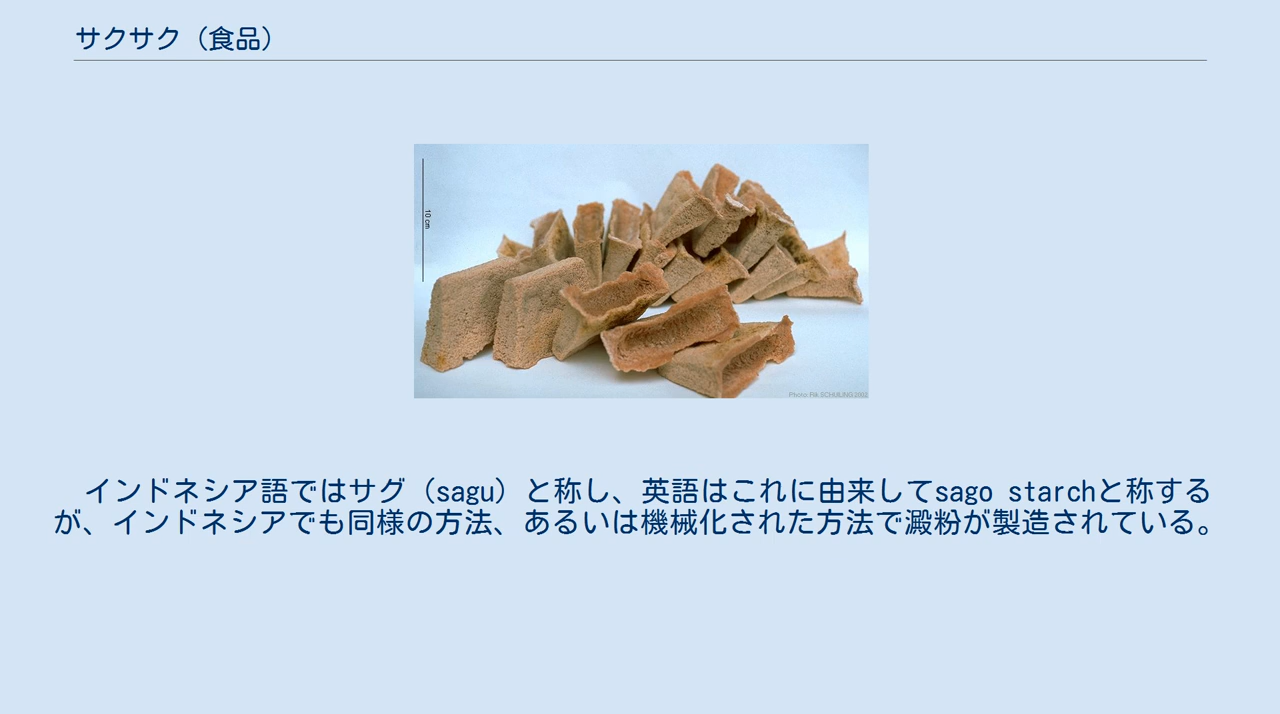 サクサク（食品）
10 cm
Photo: Rik SCHUILING 2002
インドネシア語ではサグ（sagu）と称し、英語はこれに由来してsago starchと称する
が、インドネシアでも同様の方法、あるいは機械化された方法で澱粉が製造されている。